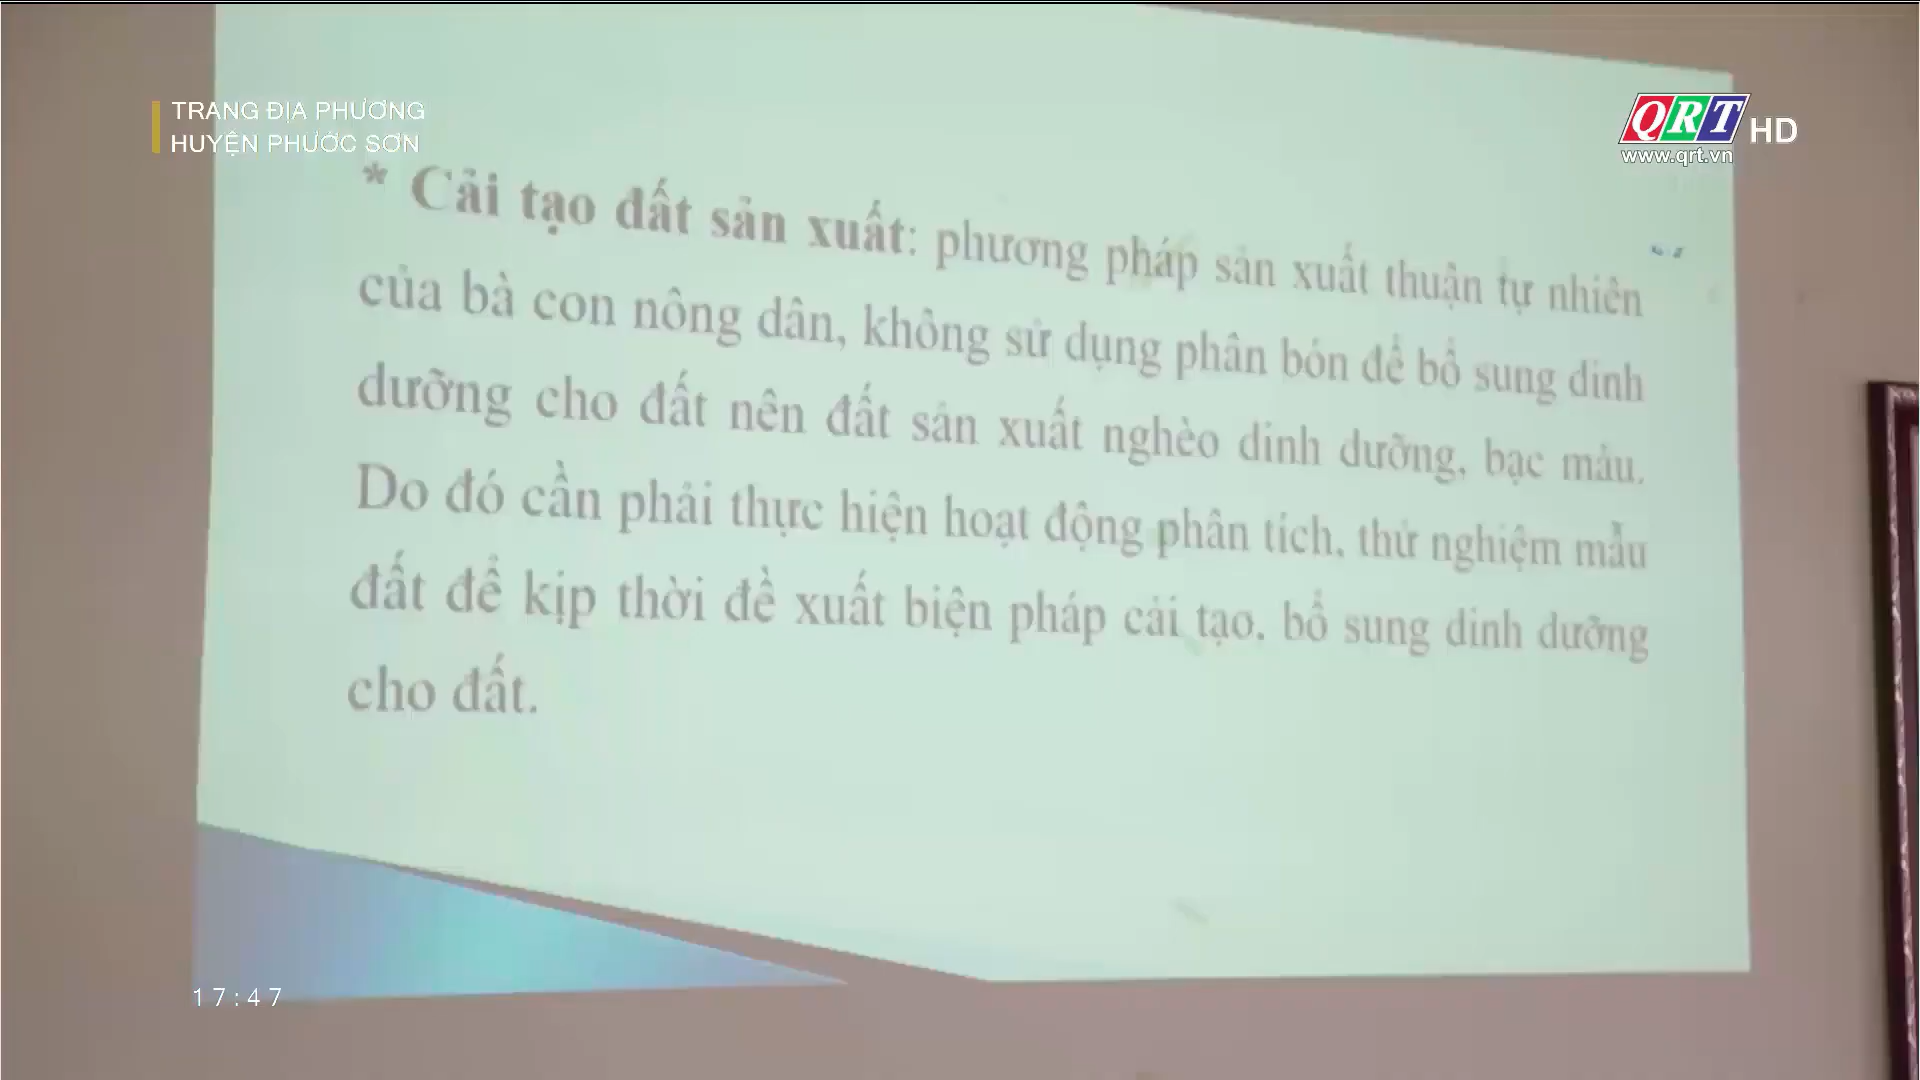 TRANG ĐỊA PHƯƠNG
HUYỆN PHƯỚC SƠN
QRT HD
www.qrt.vn
* Cải tạo đất sản xuất: phương pháp sản xuất thuận tự nhiên
của bà con nông dân, không sử dụng phân bón để bổ sung dinh
dưỡng cho đất nên đất sản xuất nghèo dinh dưỡng, bạc màu.
Do đó cần phải thực hiện hoạt động phân tích, thử nghiệm mẫu
đất để kịp thời đề xuất biện pháp cải tạo, bổ sung dinh dưỡng
cho đất.
17:47